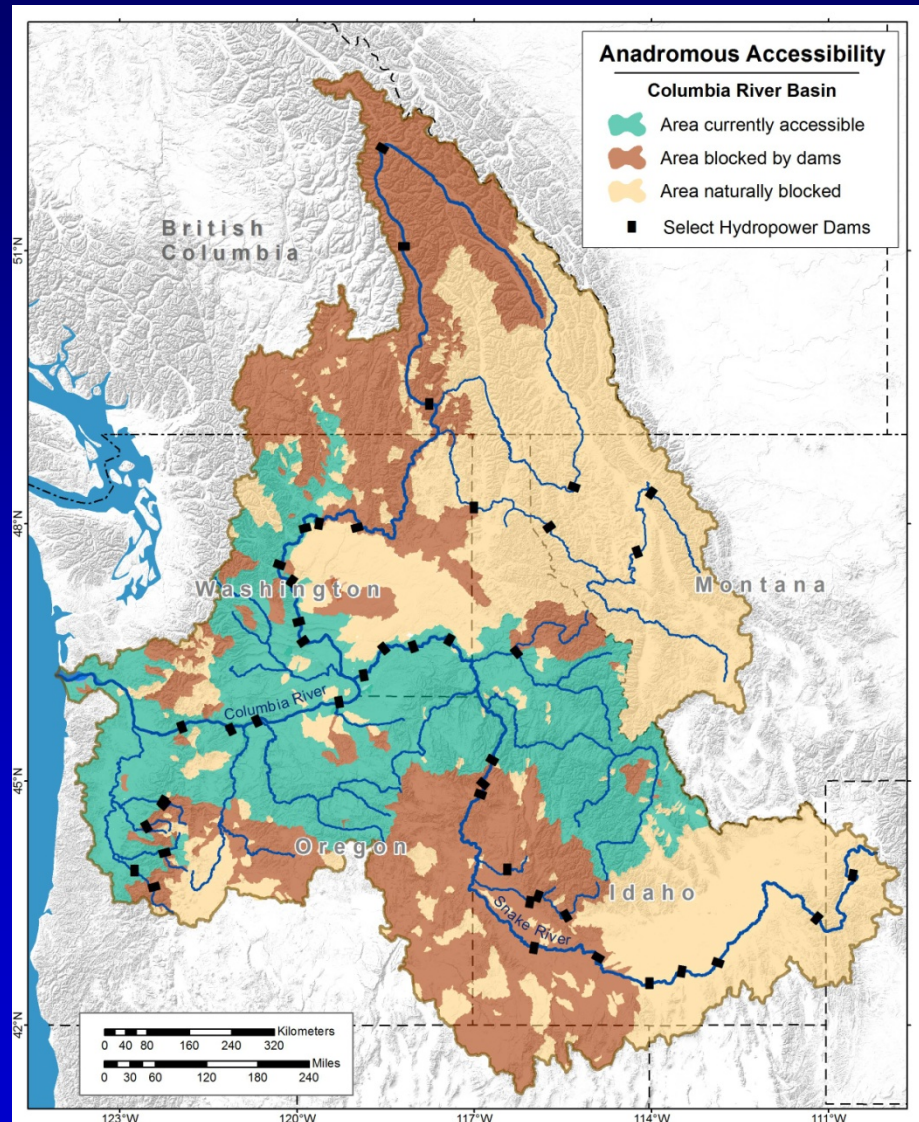 Anadromous Accessibility
Columbia River Basin
Area currently accessible
Area blocked by dams
Area naturally blocked
Select Hydropower Dams
British
Columbia
51°N
48°N
Washington
Montana
Columbia River
45°N
Oregon
Idaho
Snake River
42°N
Kilometers
0 40 80 160 240 320
Miles
0 30 60 120 180 240
123°W 120°W 117°W 114°W 111°W